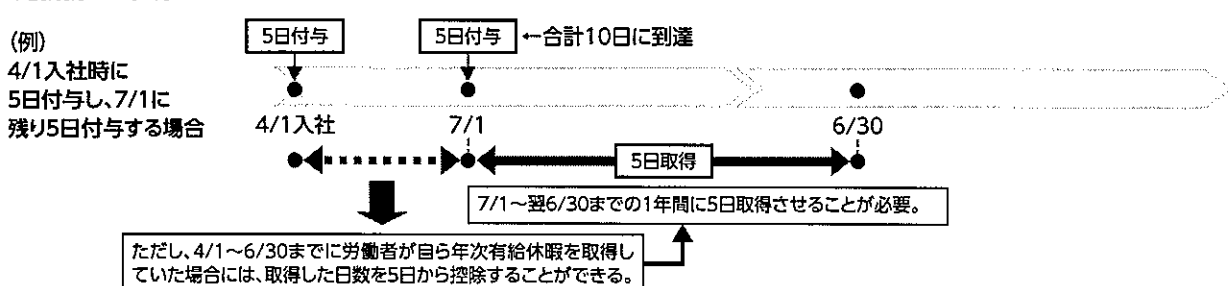 (例)
4/1入社時に
5日付与し、7/1に
残り5日付与する場合
5日付与
5日付与
←合計10日に到達
4/1入社
7/1
6/30
5日取得
7/1～翌6/30までの1年間に5日取得させることが必要。
ただし、4/1～6/30までに労働者が自ら年次有給休暇を取得し
ていた場合には、取得した日数を5日から控除することができる。